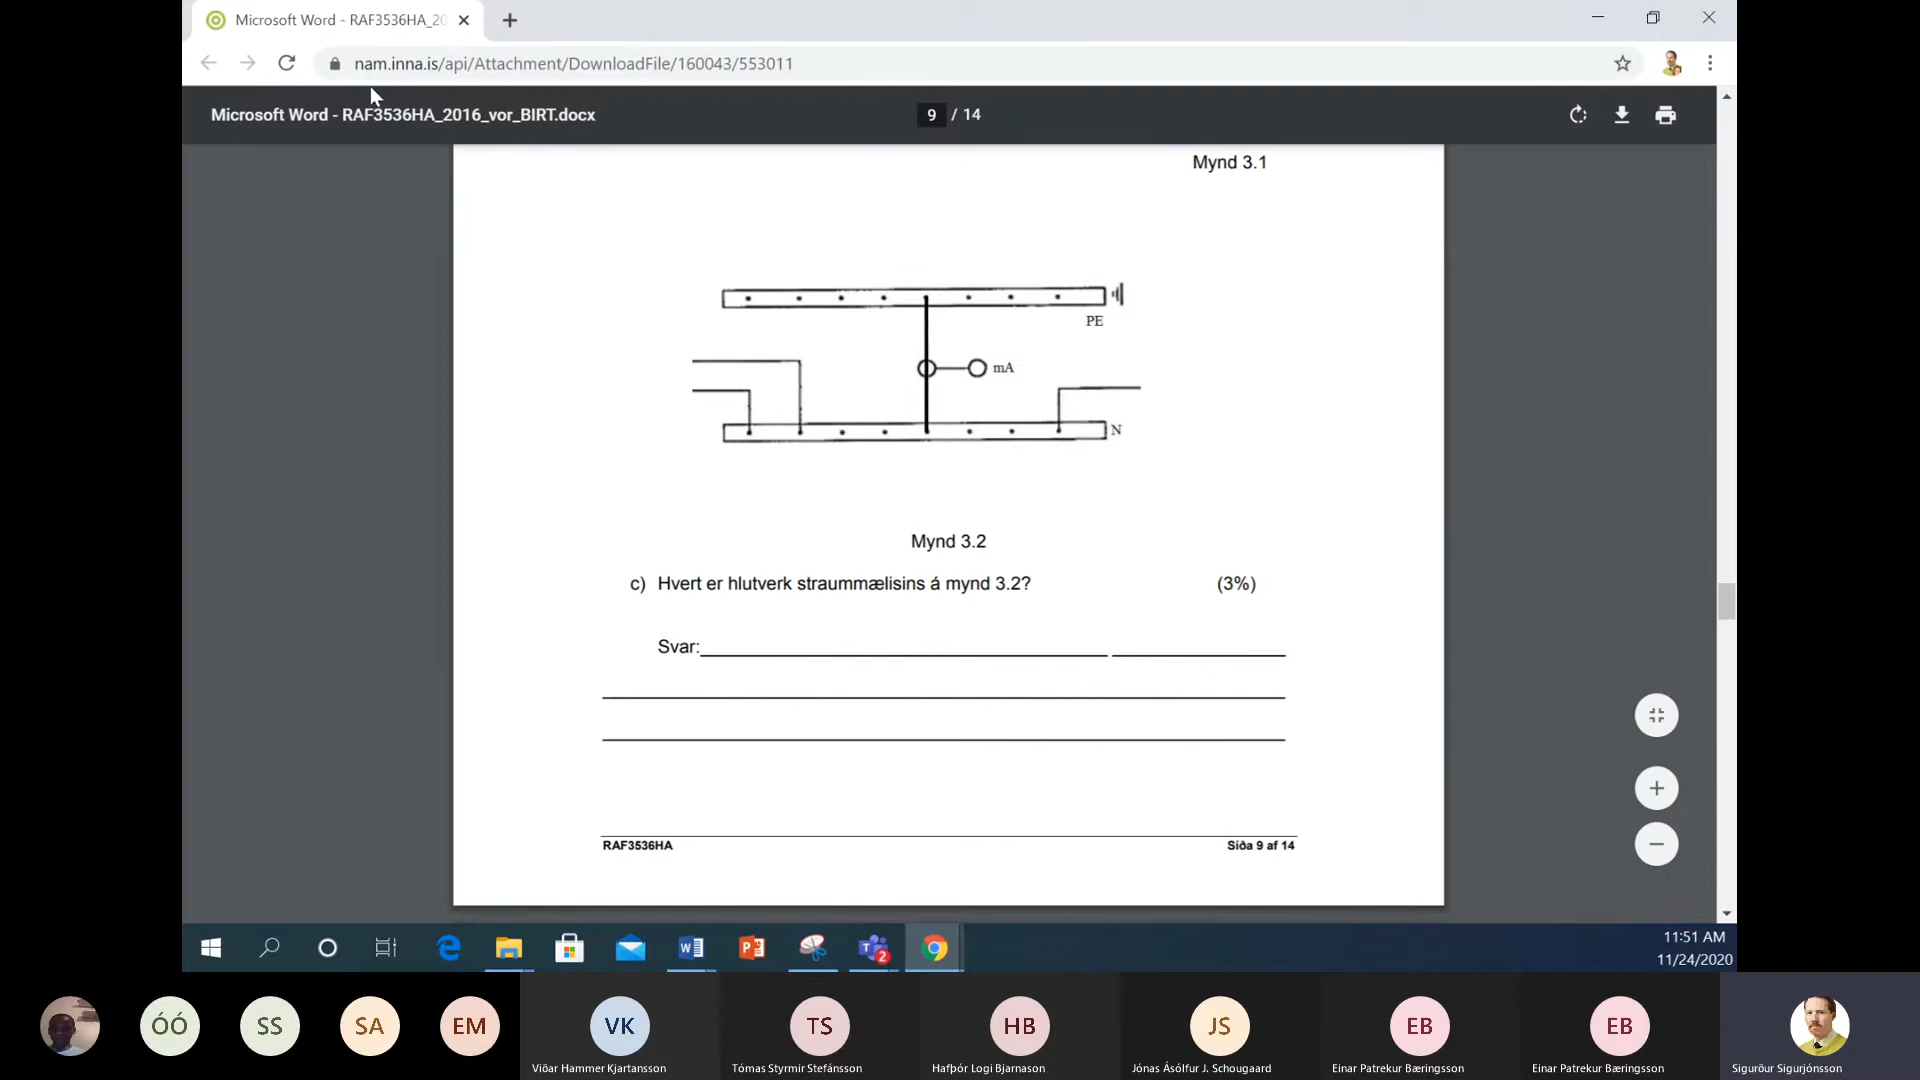 Microsoft Word - RAF3536HA_20
nam.inna.is/api/Attachment/DownloadFile/160043/553011
Microsoft Word - RAF3536HA_2016_vor_BIRT.docx
9 / 14
Mynd 3.1
PE
mA
N
Mynd 3.2
c) Hvert er hlutverk straummælisins á mynd 3.2? (3%)
Svar:
RAF3536HA
Síða 9 af 14
2
11:51 AM
11/24/2020
ÓÓ
SS
SA
EM
VK
TS
HB
JS
EB
EB
Viðar Hammer Kjartansson
Tómas Styrmir Stefánsson
Hafþór Logi Bjarnason
Jónas Ásólfur J. Schougaard
Einar Patrekur Bæringsson
Einar Patrekur Bæringsson
Sigurður Sigurjónsson